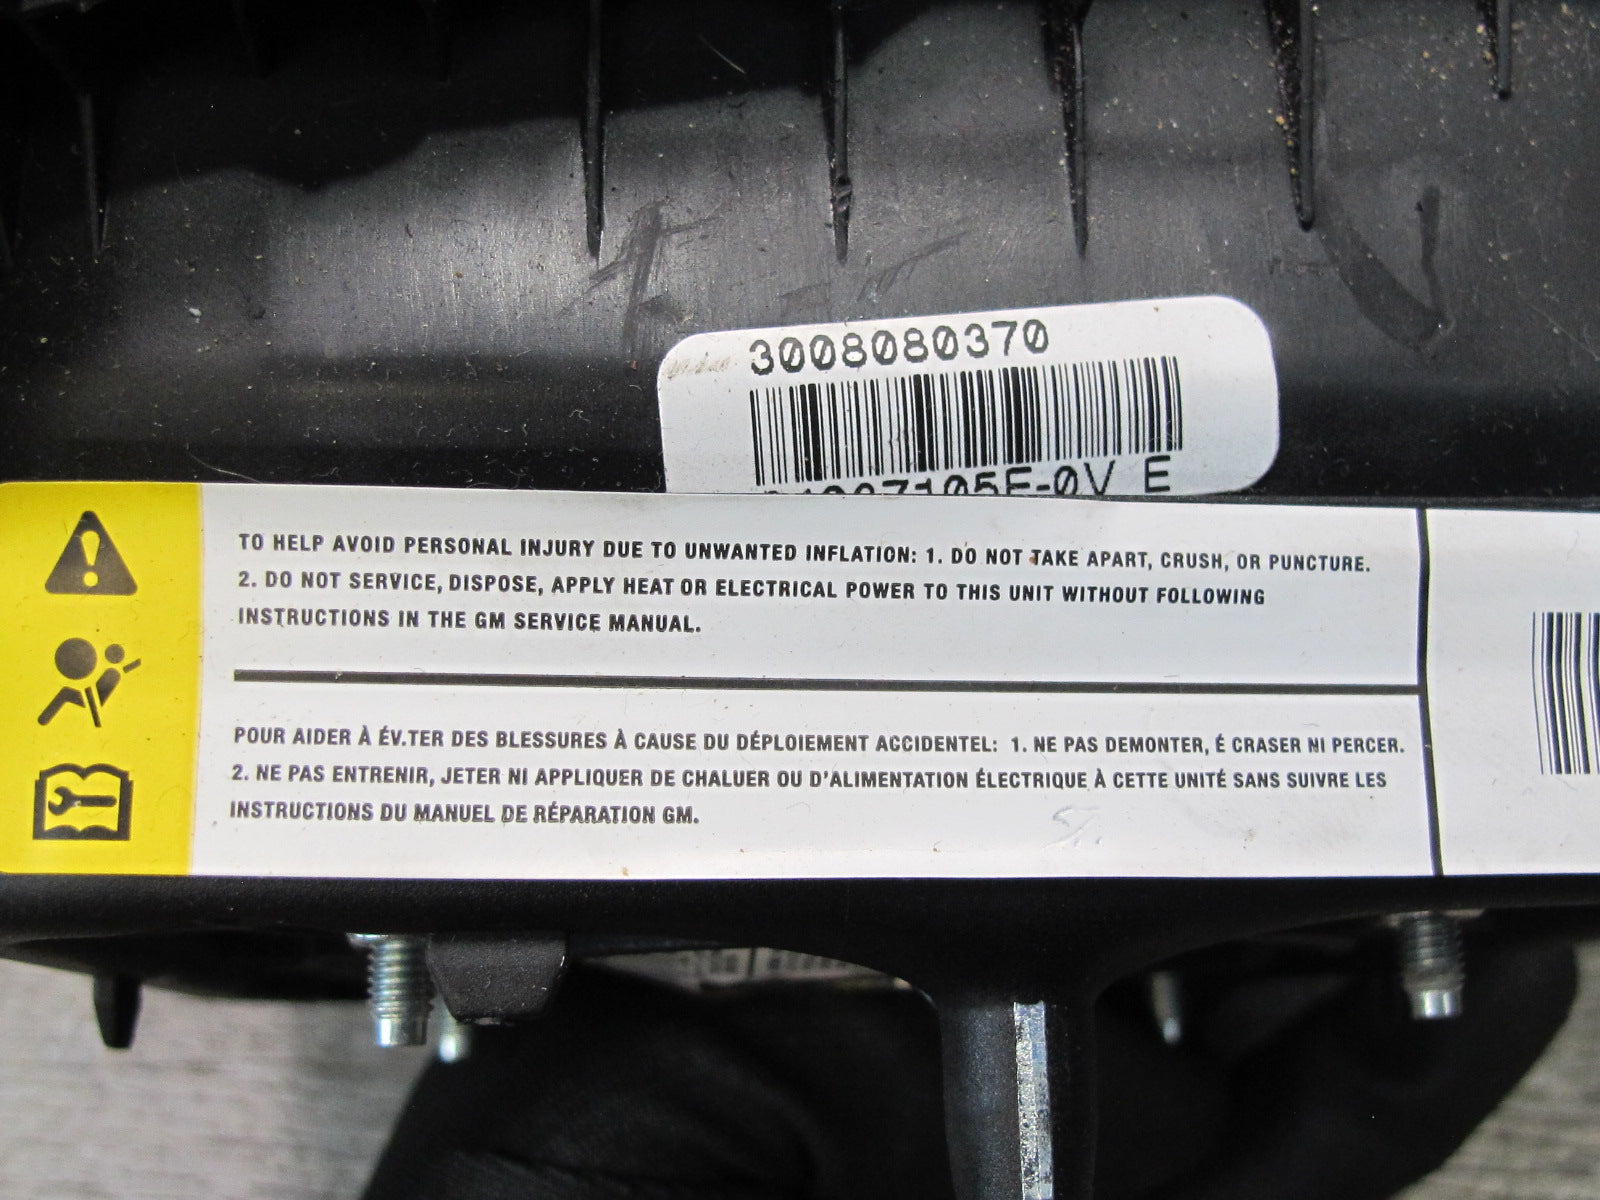 3008080370
E
TO HELP AVOID PERSONAL INJURY DUE TO UNWANTED INFLATION: 1. DO NOT TAKE APART, CRUSH, OR PUNCTURE.
2. DO NOT SERVICE, DISPOSE, APPLY HEAT OR ELECTRICAL POWER TO THIS UNIT WITHOUT FOLLOWING
INSTRUCTIONS IN THE GM SERVICE MANUAL.
POUR AIDER À ÉV.TER DES BLESSURES À CAUSE DU DÉPLOIEMENT ACCIDENTEL: 1. NE PAS DEMONTER, É CRASER NI PERCER.
2. NE PAS ENTRENIR, JETER NI APPLIQUER DE CHALUER OU D'ALIMENTATION ÉLECTRIQUE À CETTE UNITÉ SANS SUIVRE LES
INSTRUCTIONS DU MANUEL DE RÉPARATION GM.